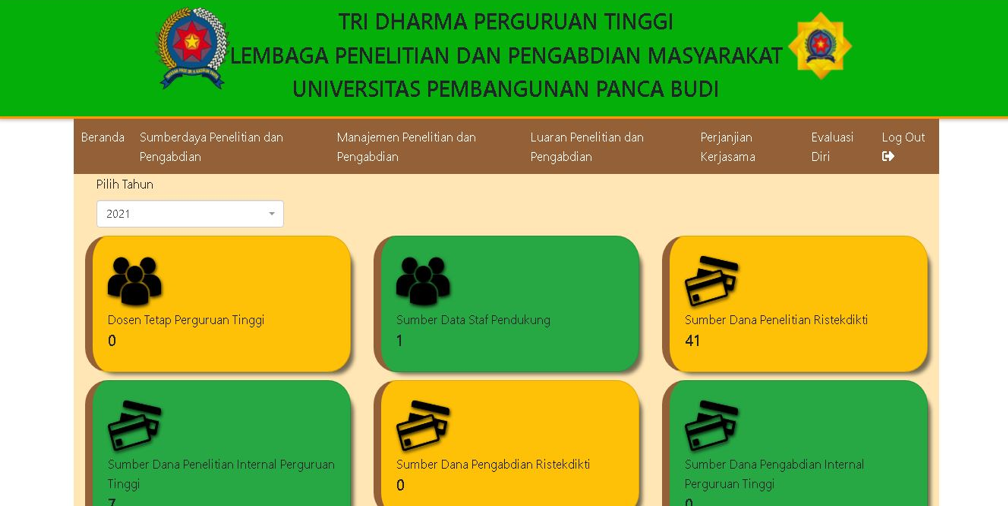 TRI DHARMA PERGURUAN TINGGI
LEMBAGA PENELITIAN DAN PENGABDIAN MASYARAKAT
UNIVERSITAS PEMBANGUNAN PANCA BUDI
Beranda
Sumberdaya Penelitian dan
Pengabdian
Manajemen Penelitian dan
Pengabdian
Luaran Penelitian dan
Pengabdian
Perjanjian
Kerjasama
Evaluasi
Diri
Log Out
Pilih Tahun
2021
Dosen Tetap Perguruan Tinggi
0
Sumber Data Staf Pendukung
1
Sumber Dana Penelitian Ristekdikti
41
Sumber Dana Penelitian Internal Perguruan
Tinggi
7
Sumber Dana Pengabdian Ristekdikti
0
Sumber Dana Pengabdian Internal
Perguruan Tinggi
0